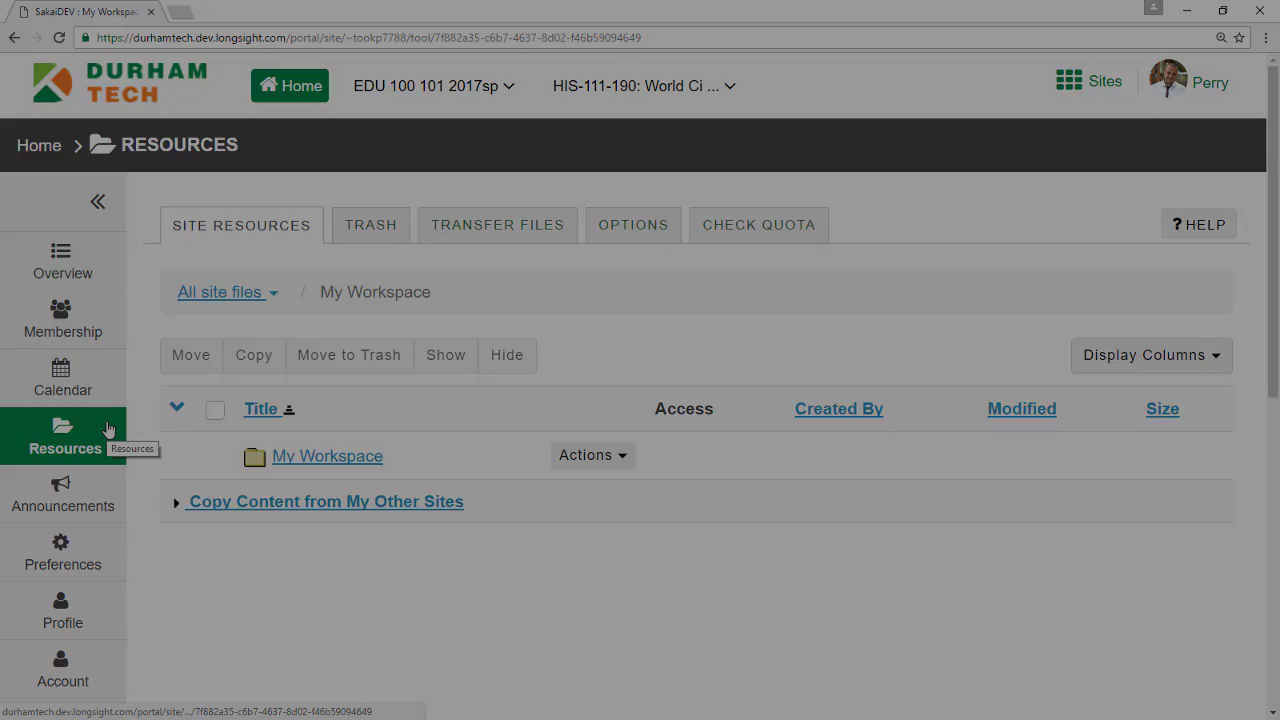 SakaiDEV : My Workspac
https://durhamtech.dev.longsight.com/portal/site/~tookp7788/tool/7f882a35-c6b7-4637-8d02-f46b59094649
DURHAM
TECH
Home
EDU 100 101 2017sp
HIS-111-190: World Ci ...
Sites
Perry
Home
RESOURCES
SITE RESOURCES
TRASH
TRANSFER FILES
OPTIONS
CHECK QUOTA
? HELP
All site files / My Workspace
Move
Copy
Move to Trash
Show
Hide
Display Columns
Title
Access
Created By
Modified
Size
My Workspace
Actions
Copy Content from My Other Sites
Overview
Membership
Calendar
Resources
Resources
Announcements
Preferences
Profile
Account
durhamtech.dev.longsight.com/portal/site/.../7f882a35-c6b7-4637-8d02-f46b59094649